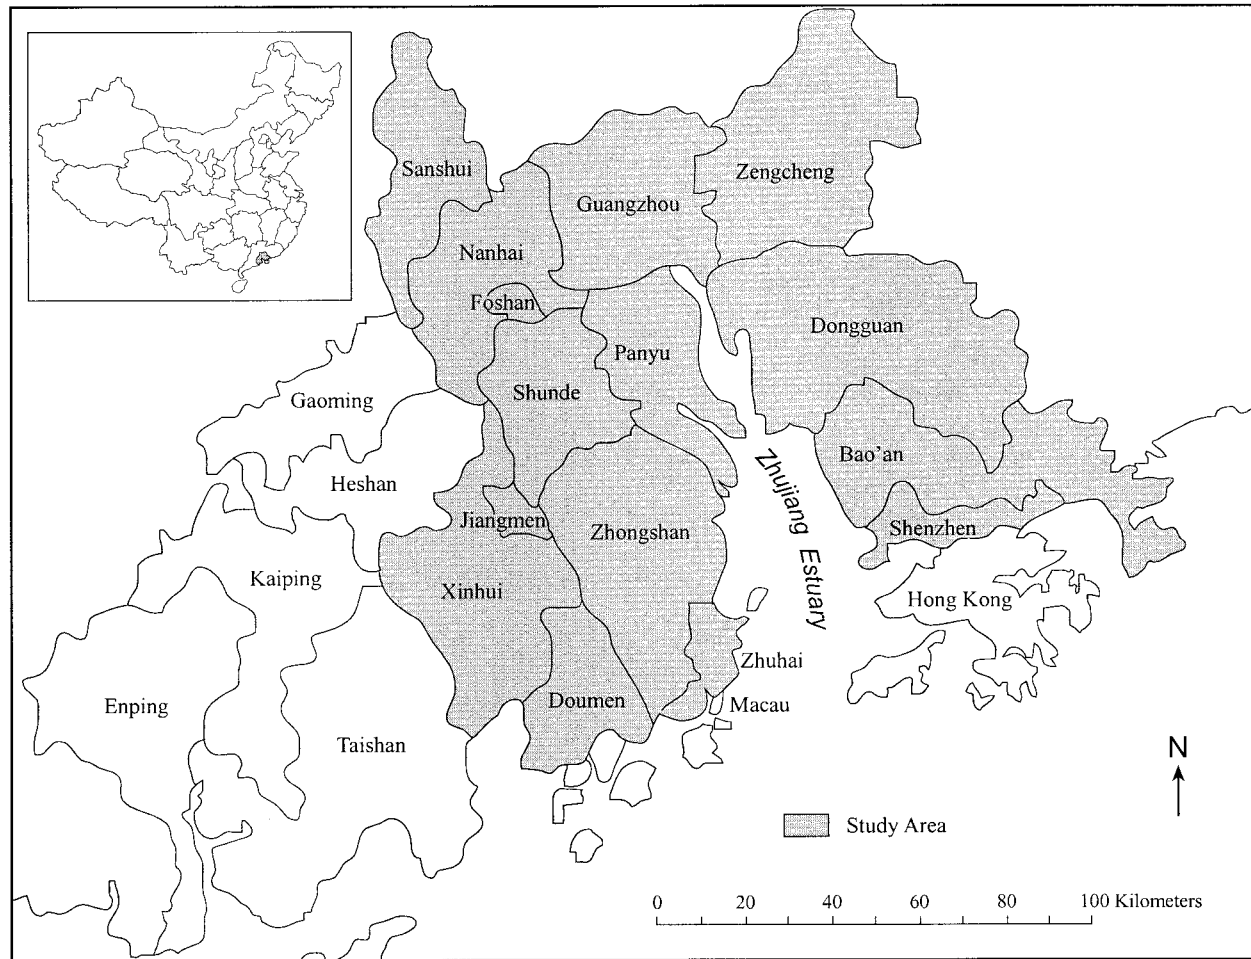 Sanshui
Zengcheng
Guangzhou
Nanhai
Foshan
Dongguan
Panyu
Shunde
Gaoming
Bao'an
Heshan
Zhujiang Estuary
Jiangmen
Zhongshan
Shenzhen
Kaiping
Xinhui
Hong Kong
Zhuhai
Enping
Doumen
Macau
Taishan
N
Study Area
0 20 40 60 80 100 Kilometers